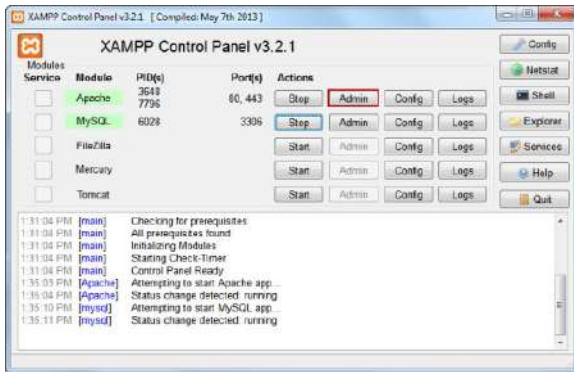 XAMPP Control Panel v3.2.1 [ Compiled: May 7th 2013 ]
XAMPP Control Panel v3.2.1
Config
Modules
Service Module PID(s) Port(s) Actions
Netstat
Apache 3648 7796 80, 443 Stop Admin Config Logs
Shell
MySQL 6028 3306 Stop Admin Config Logs
Explorer
FileZilla Start Admin Config Logs
Services
Mercury Start Admin Config Logs
Help
Tomcat Start Admin Config Logs
Quit
1:31:04 PM [main] Checking for prerequisites
1:31:04 PM [main] All prerequisites found
1:31:04 PM [main] Initializing Modules
1:31:04 PM [main] Starting Check-Timer
1:31:04 PM [main] Control Panel Ready
1:35:03 PM [Apache] Attempting to start Apache app...
1:35:04 PM [Apache] Status change detected: running
1:35:10 PM [mysql] Attempting to start MySQL app...
1:35:11 PM [mysql] Status change detected: running